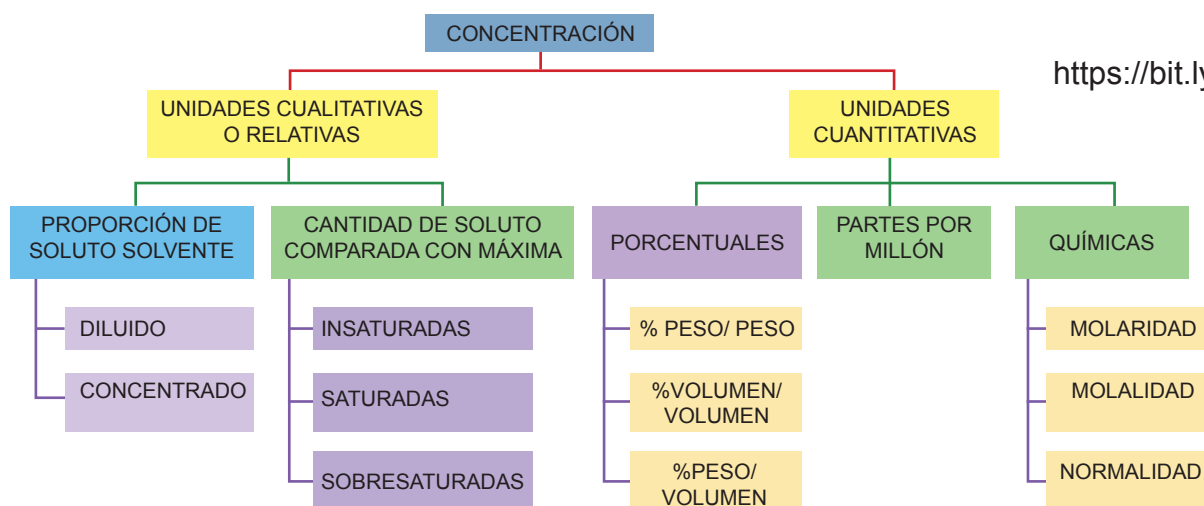 CONCENTRACIÓN
https://bit.ly
UNIDADES CUALITATIVAS
O RELATIVAS
UNIDADES
CUANTITATIVAS
PROPORCIÓN DE
SOLUTO SOLVENTE
CANTIDAD DE SOLUTO
COMPARADA CON MÁXIMA
PORCENTUALES
PARTES POR
MILLÓN
QUÍMICAS
DILUIDO
CONCENTRADO
INSATURADAS
SATURADAS
SOBRESATURADAS
% PESO/ PESO
%VOLUMEN/
VOLUMEN
%PESO/
VOLUMEN
MOLARIDAD
MOLALIDAD
NORMALIDAD